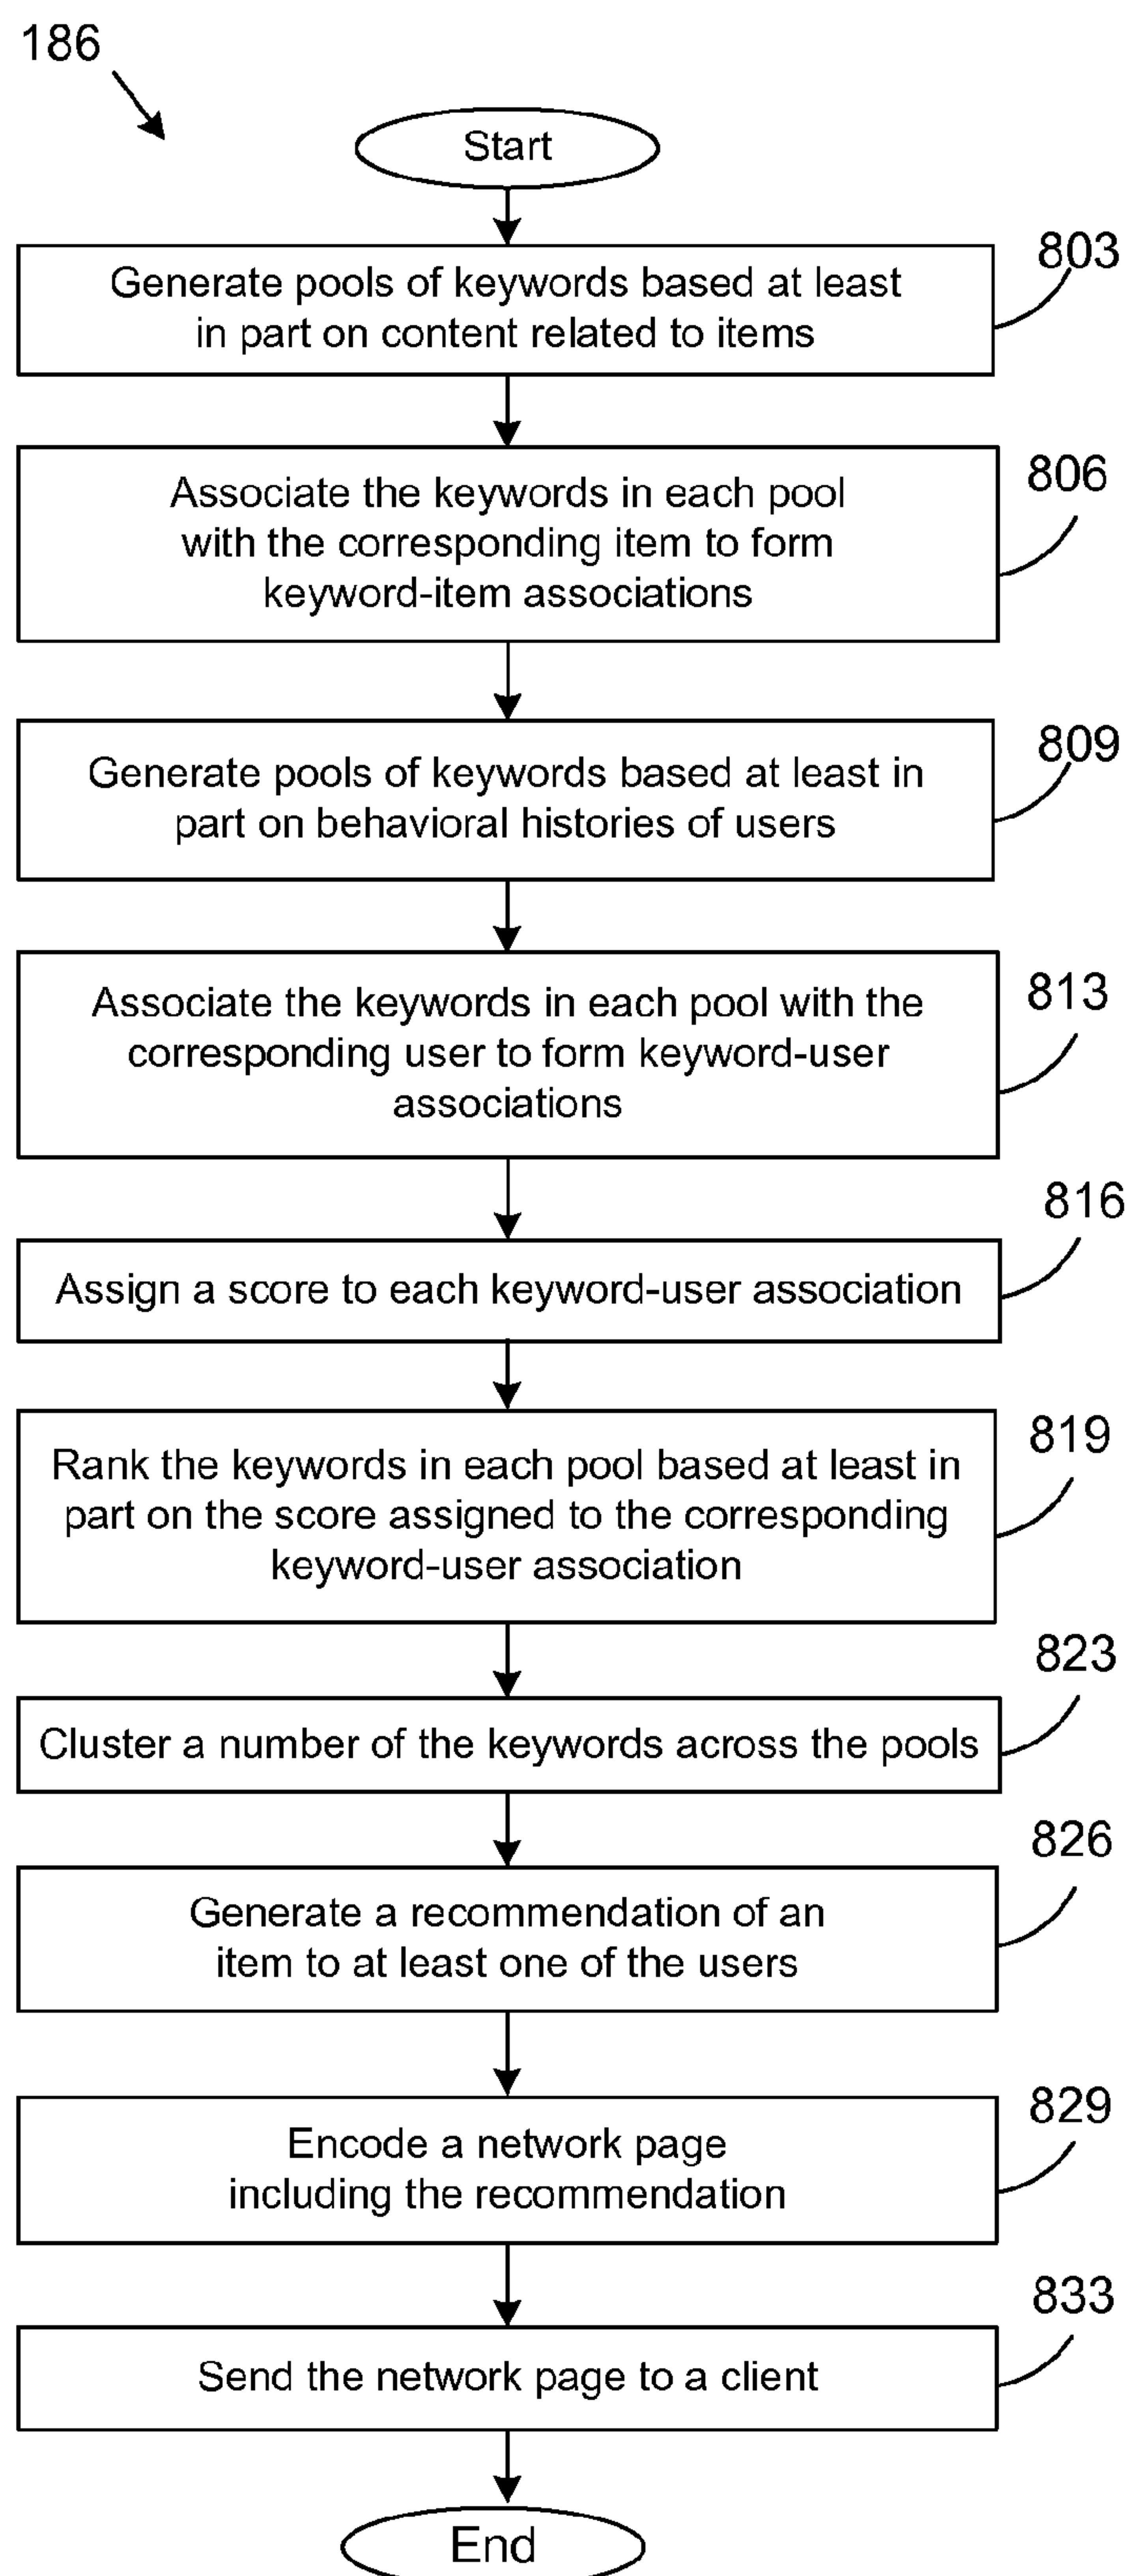 186
Start
803
Generate pools of keywords based at least
in part on content related to items
806
Associate the keywords in each pool
with the corresponding item to form
keyword-item associations
809
Generate pools of keywords based at least in
part on behavioral histories of users
813
Associate the keywords in each pool with the
corresponding user to form keyword-user
associations
816
Assign a score to each keyword-user association
819
Rank the keywords in each pool based at least in
part on the score assigned to the corresponding
keyword-user association
823
Cluster a number of the keywords across the pools
826
Generate a recommendation of an
item to at least one of the users
829
Encode a network page
including the recommendation
833
Send the network page to a client
End